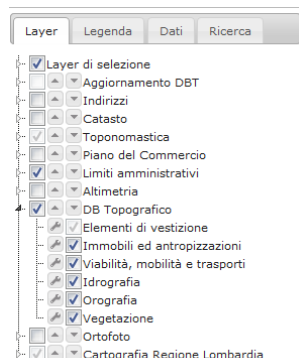 Layer Legenda Dati Ricerca
Layer di selezione
Aggiornamento DBT
Indirizzi
Catasto
Toponomastica
Piano del Commercio
Limiti amministrativi
Altimetria
DB Topografico
Elementi di vestizione
Immobili ed antropizzazioni
Viabilità, mobilità e trasporti
Idrografia
Orografia
Vegetazione
Ortofoto
Cartografia Regione Lombardia